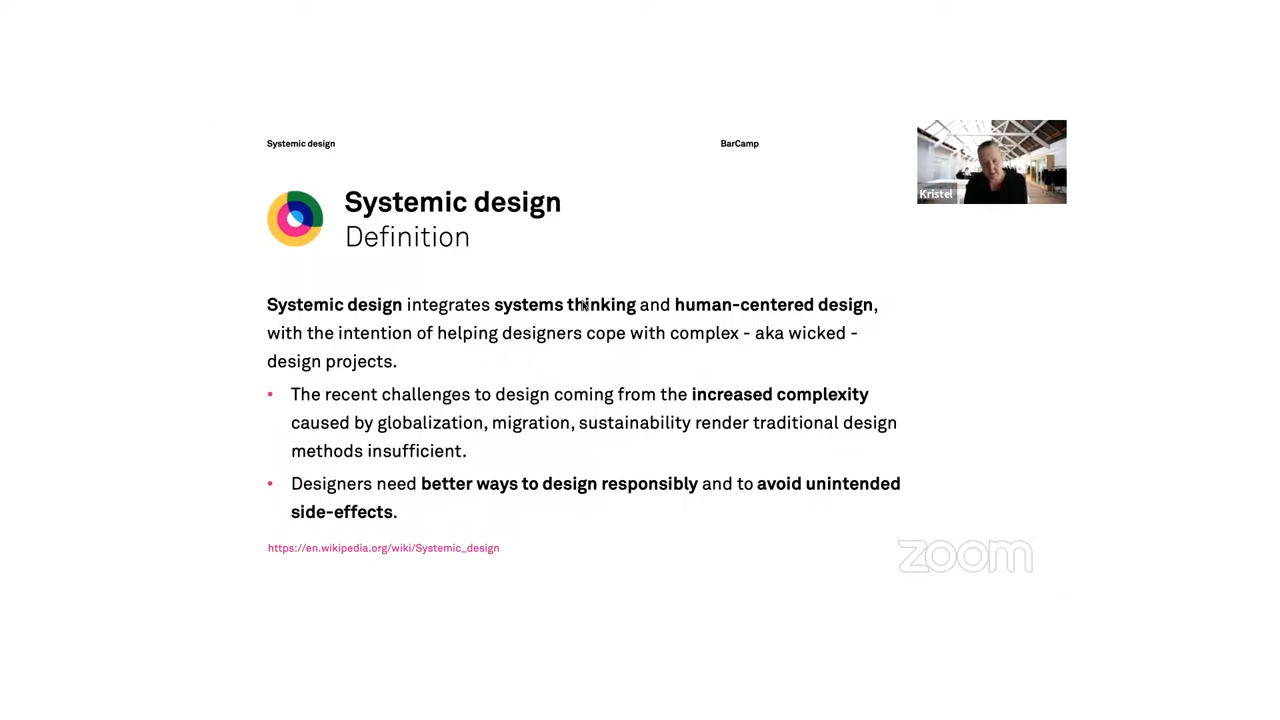 Systemic design
BarCamp
Kristel
Systemic design
Definition
Systemic design integrates systems thinking and human-centered design,
with the intention of helping designers cope with complex - aka wicked -
design projects.
• The recent challenges to design coming from the increased complexity
caused by globalization, migration, sustainability render traditional design
methods insufficient.
• Designers need better ways to design responsibly and to avoid unintended
side-effects.
https://en.wikipedia.org/wiki/Systemic_design
zoom